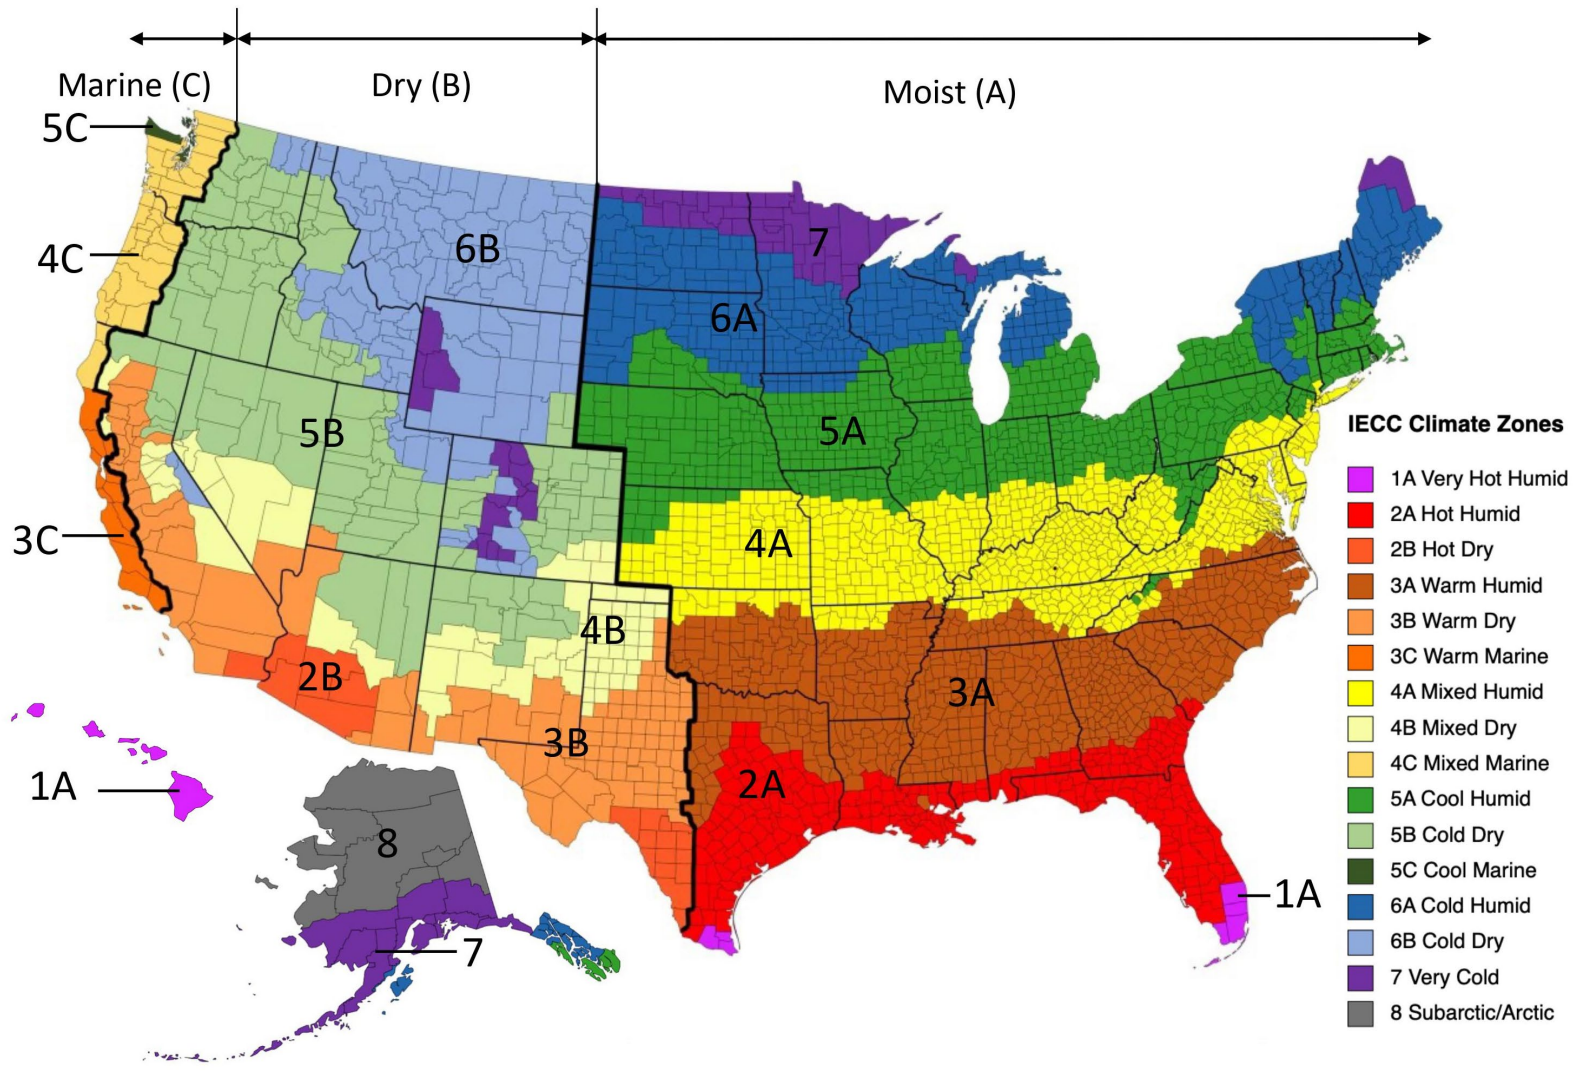 Marine (C)
Dry (B)
Moist (A)
5C
4C
6B
7
6A
5B
5A
3C
4A
4B
2B
3A
3B
1A
2A
8
1A
7
IECC Climate Zones
1A Very Hot Humid
2A Hot Humid
2B Hot Dry
3A Warm Humid
3B Warm Dry
3C Warm Marine
4A Mixed Humid
4B Mixed Dry
4C Mixed Marine
5A Cool Humid
5B Cold Dry
5C Cool Marine
6A Cold Humid
6B Cold Dry
7 Very Cold
8 Subarctic/Arctic